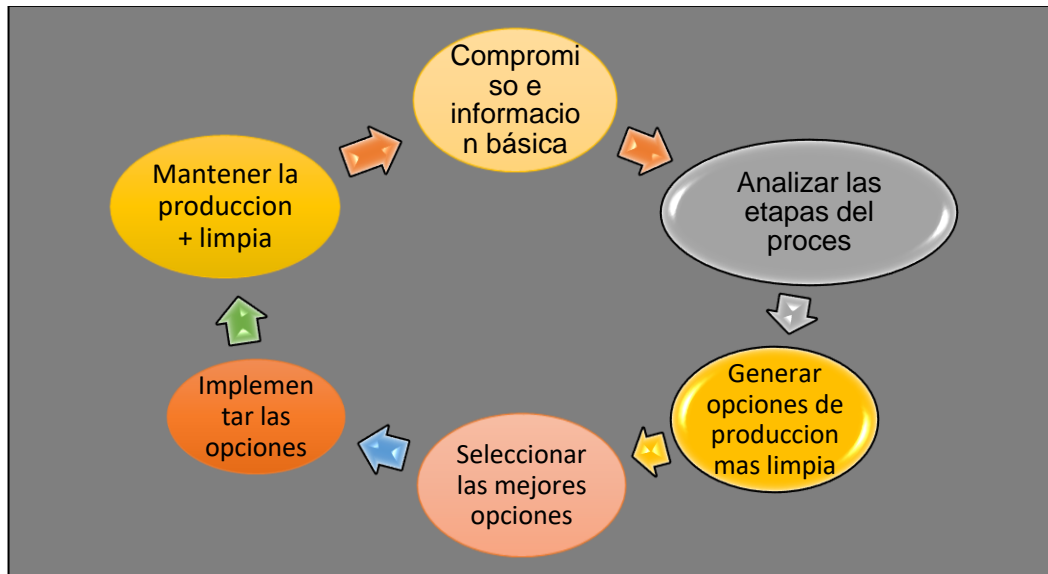 Compromi
so e
informacio
n básica
Analizar las
etapas del
proces
Generar
opciones de
produccion
mas limpia
Seleccionar
las mejores
opciones
Implemen
tar las
opciones
Mantener la
produccion
+ limpia